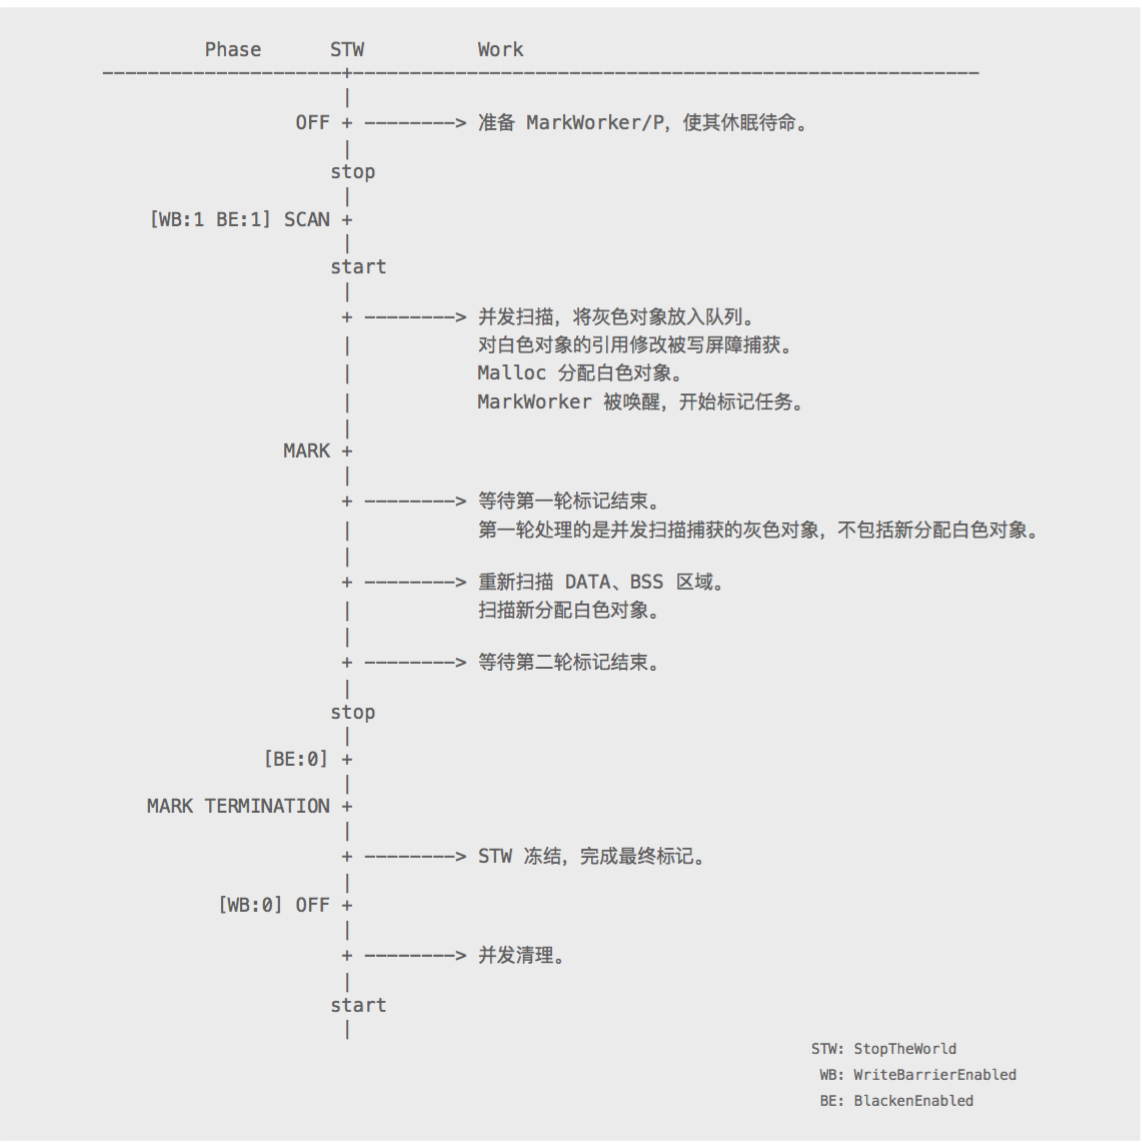 Phase STW Work
---------------------+-------------------------------------------------------
|
OFF + --------> 准备 MarkWorker/P，使其休眠待命。
|
stop
|
[WB:1 BE:1] SCAN +
|
start
|
+ --------> 并发扫描，将灰色对象放入队列。
| 对白色对象的引用修改被写屏障捕获。
| Malloc 分配白色对象。
| MarkWorker 被唤醒，开始标记任务。
|
MARK +
|
+ --------> 等待第一轮标记结束。
| 第一轮处理的是并发扫描捕获的灰色对象，不包括新分配白色对象。
|
+ --------> 重新扫描 DATA、BSS 区域。
| 扫描新分配白色对象。
|
+ --------> 等待第二轮标记结束。
|
stop
|
[BE:0] +
|
MARK TERMINATION +
|
+ --------> STW 冻结，完成最终标记。
|
[WB:0] OFF +
|
+ --------> 并发清理。
|
start
|
STW: StopTheWorld
WB: WriteBarrierEnabled
BE: BlackenEnabled